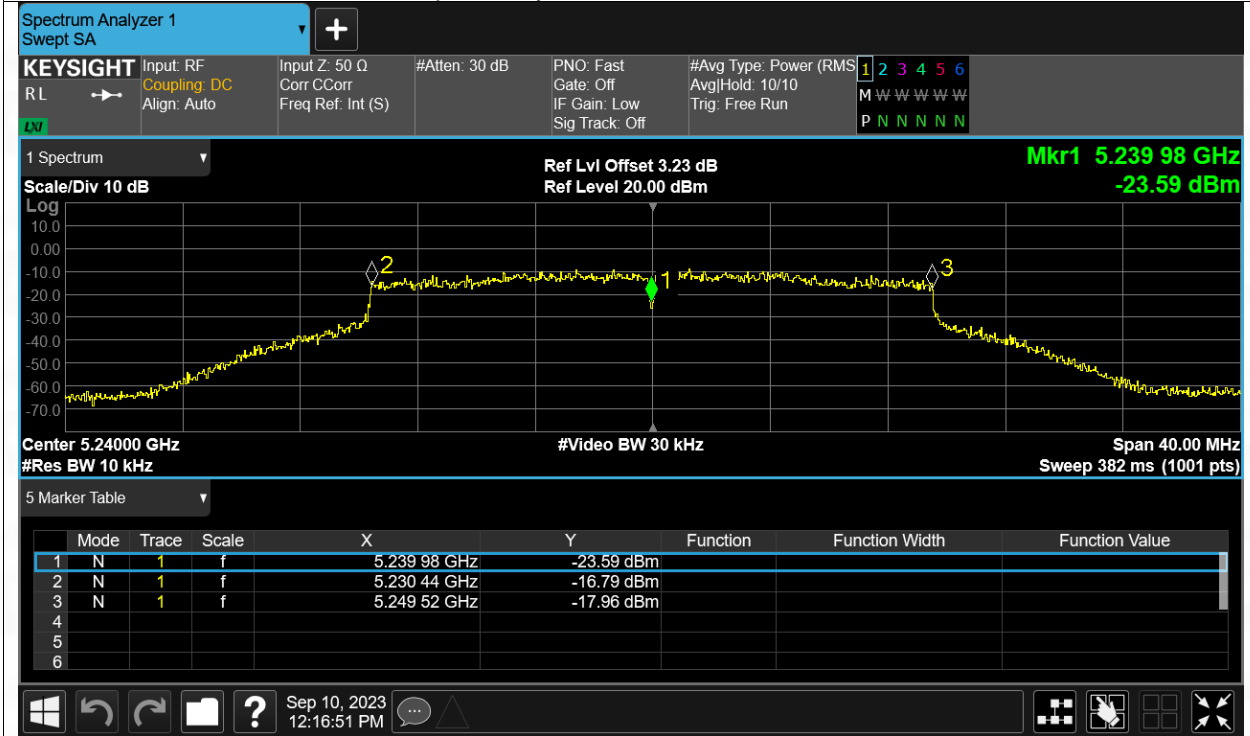 Spectrum Analyzer 1
Swept SA
+
KEYSIGHT
R L
LXI
Input: RF
Coupling: DC
Align: Auto
Input Z: 50 Ω
Corr CCorr
Freq Ref: Int (S)
#Atten: 30 dB
PNO: Fast
Gate: Off
IF Gain: Low
Sig Track: Off
#Avg Type: Power (RMS
Avg|Hold: 10/10
Trig: Free Run
1 2 3 4 5 6
M W W W W W
P N N N N N
1 Spectrum
Scale/Div 10 dB
Ref Lvl Offset 3.23 dB
Ref Level 20.00 dBm
Mkr1 5.239 98 GHz
-23.59 dBm
Log
10.0
0.00
-10.0
-20.0
-30.0
-40.0
-50.0
-60.0
-70.0
2
1
3
Center 5.24000 GHz
#Res BW 10 kHz
#Video BW 30 kHz
Span 40.00 MHz
Sweep 382 ms (1001 pts)
5 Marker Table
Mode Trace Scale X Y Function Function Width Function Value
1 N 1 f 5.239 98 GHz -23.59 dBm
2 N 1 f 5.230 44 GHz -16.79 dBm
3 N 1 f 5.249 52 GHz -17.96 dBm
4
5
6
?
Sep 10, 2023
12:16:51 PM